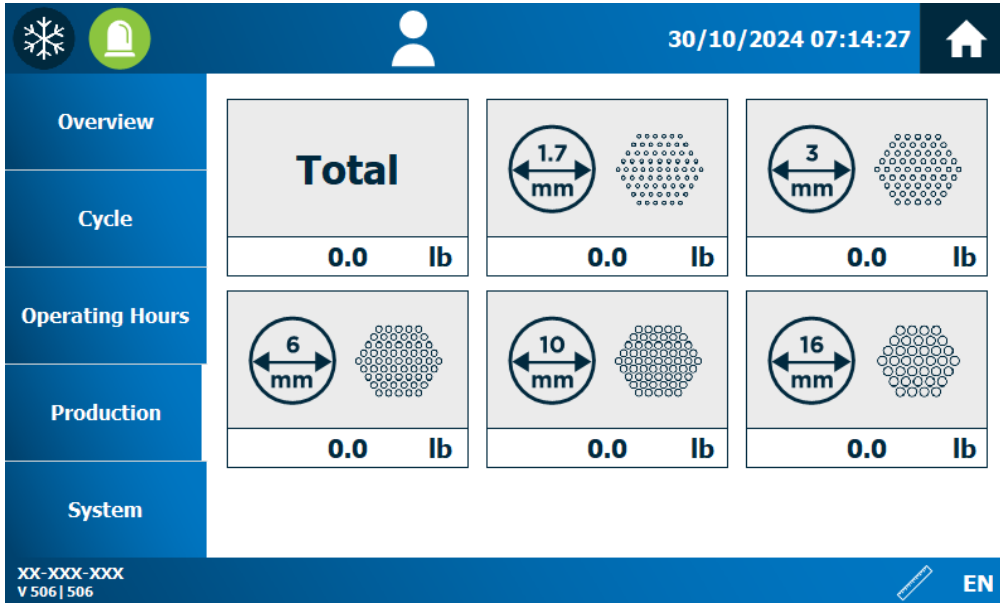 30/10/2024 07:14:27
Overview
Cycle
Operating Hours
Production
System
Total
0.0 lb
1.7
mm
0.0 lb
3
mm
0.0 lb
6
mm
0.0 lb
10
mm
0.0 lb
16
mm
0.0 lb
XX-XXX-XXX
V 506 | 506
EN